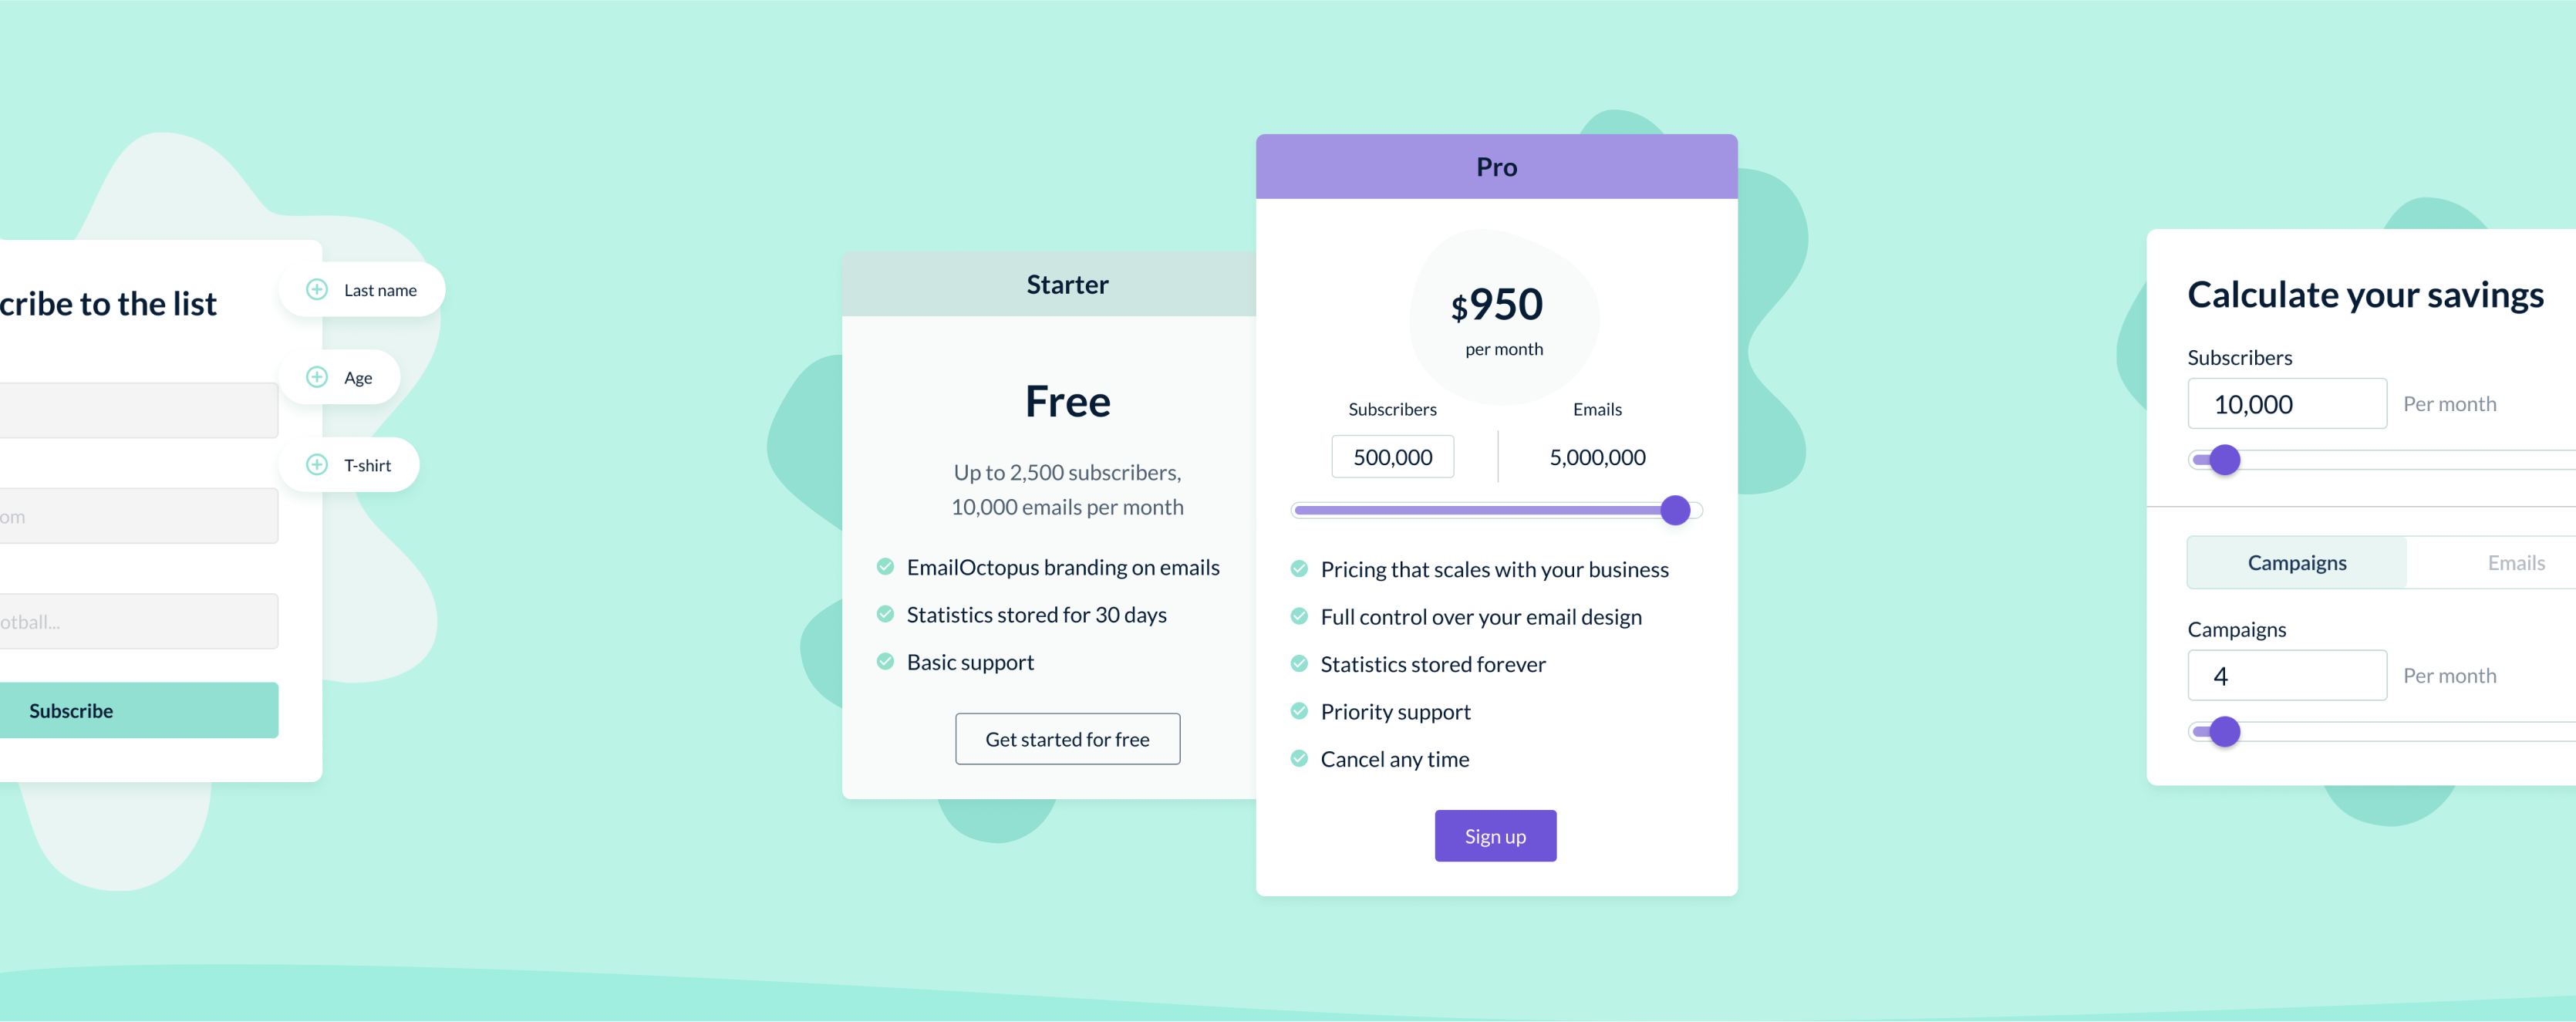 cribe to the list
Last name
Age
T-shirt
om
otball...
Subscribe
Starter
Free
Up to 2,500 subscribers,
10,000 emails per month
EmailOctopus branding on emails
Statistics stored for 30 days
Basic support
Get started for free
Pro
$950
per month
Subscribers
Emails
500,000
5,000,000
Pricing that scales with your business
Full control over your email design
Statistics stored forever
Priority support
Cancel any time
Sign up
Calculate your savings
Subscribers
10,000 Per month
Campaigns
Emails
Campaigns
4 Per month